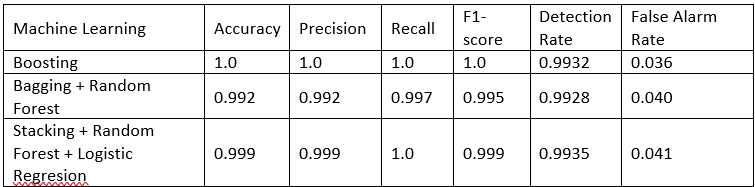 Machine Learning Accuracy Precision Recall F1-score Detection Rate False Alarm Rate
Boosting 1.0 1.0 1.0 1.0 0.9932 0.036
Bagging + Random Forest 0.992 0.992 0.997 0.995 0.9928 0.040
Stacking + Random Forest + Logistic Regresion 0.999 0.999 1.0 0.999 0.9935 0.041